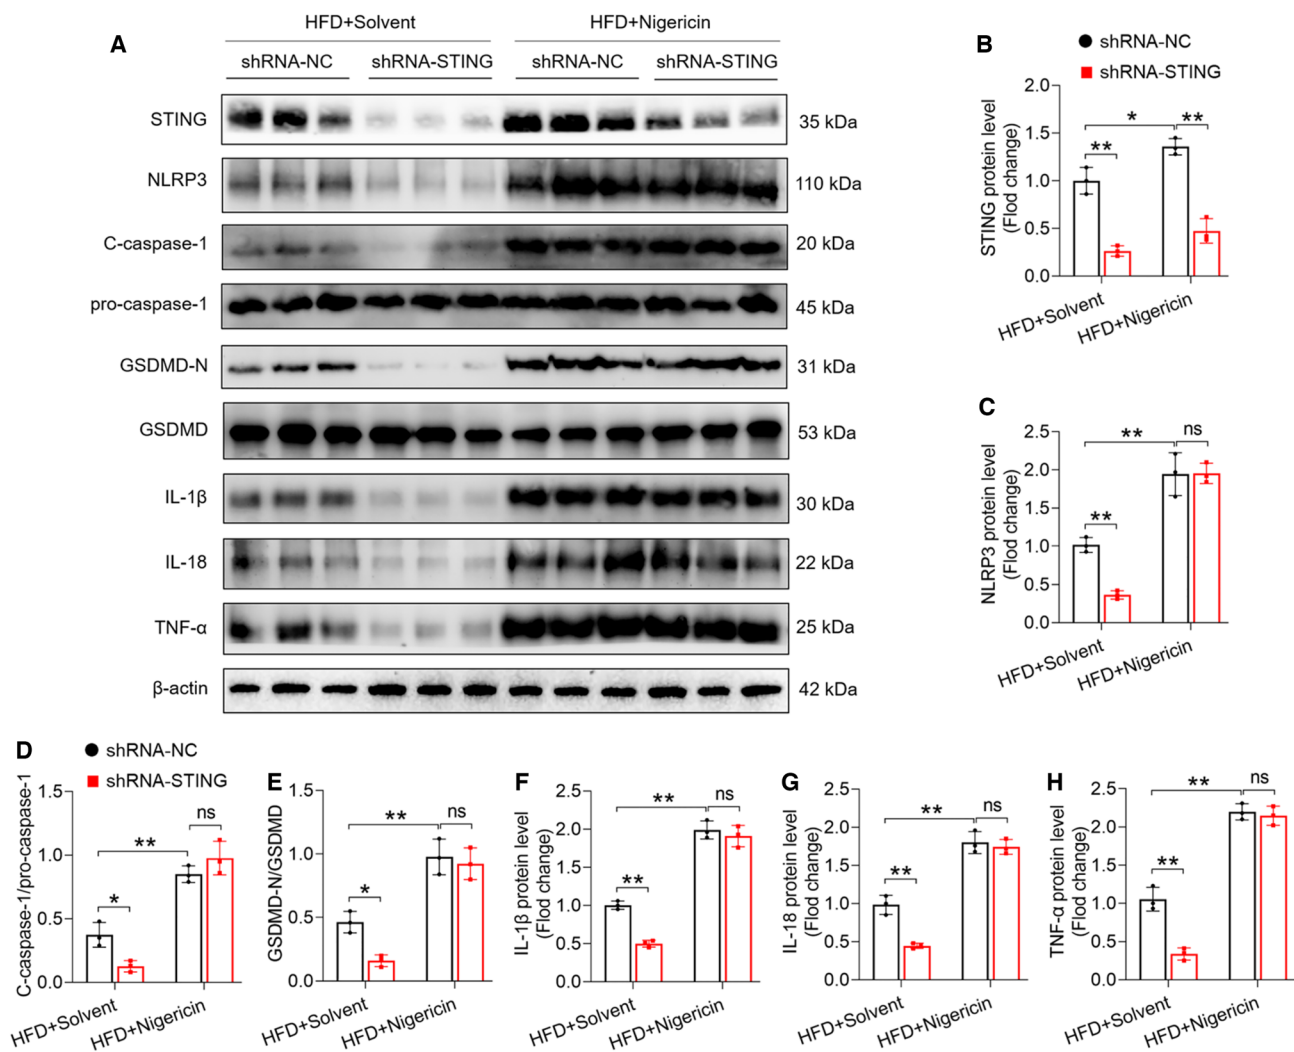 A
HFD+Solvent
HFD+Nigericin
shRNA-NC
shRNA-STING
shRNA-NC
shRNA-STING
STING
35 kDa
NLRP3
110 kDa
C-caspase-1
20 kDa
pro-caspase-1
45 kDa
GSDMD-N
31 kDa
GSDMD
53 kDa
IL-1β
30 kDa
IL-18
22 kDa
TNF-α
25 kDa
β-actin
42 kDa
B
shRNA-NC
shRNA-STING
STING protein level
(Flod change)
2.0
1.5
1.0
0.5
0.0
**
*
**
HFD+Solvent
HFD+Nigericin
C
NLRP3 protein level
(Flod change)
2.5
2.0
1.5
1.0
0.5
0.0
**
**
ns
HFD+Solvent
HFD+Nigericin
D
shRNA-NC
shRNA-STING
C-caspase-1/pro-caspase-1
1.5
1.0
0.5
0.0
*
**
ns
HFD+Solvent
HFD+Nigericin
E
GSDMD-N/GSDMD
1.5
1.0
0.5
0.0
*
**
ns
HFD+Solvent
HFD+Nigericin
F
IL-1β protein level
(Flod change)
2.5
2.0
1.5
1.0
0.5
0.0
**
**
ns
HFD+Solvent
HFD+Nigericin
G
IL-18 protein level
(Flod change)
2.5
2.0
1.5
1.0
0.5
0.0
**
**
ns
HFD+Solvent
HFD+Nigericin
H
TNF-α protein level
(Flod change)
2.5
2.0
1.5
1.0
0.5
0.0
**
**
ns
HFD+Solvent
HFD+Nigericin